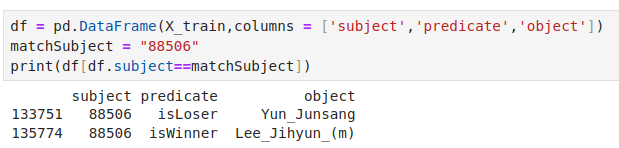 df = pd.DataFrame(X_train,columns = ['subject','predicate','object'])
matchSubject = "88506"
print(df[df.subject==matchSubject])
subject predicate object
133751 88506 isLoser Yun_Junsang
135774 88506 isWinner Lee_Jihyun_(m)